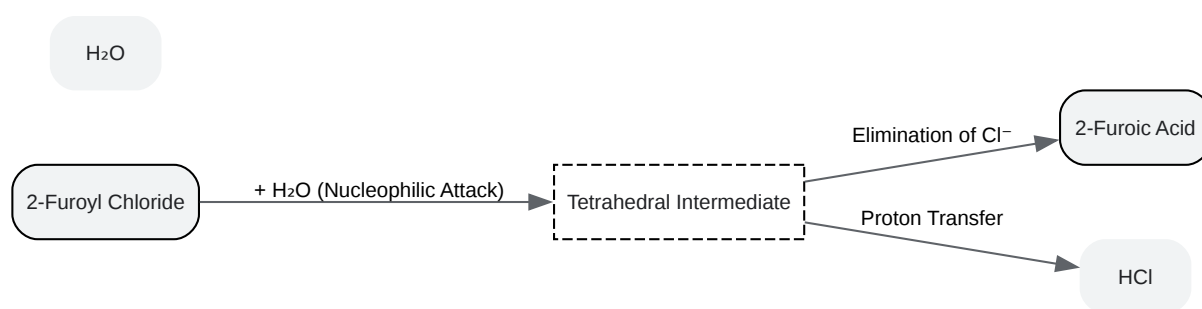 H₂O
2-Furoyl Chloride
+ H₂O (Nucleophilic Attack)
Tetrahedral Intermediate
Elimination of Cl⁻
2-Furoic Acid
Proton Transfer
HCl